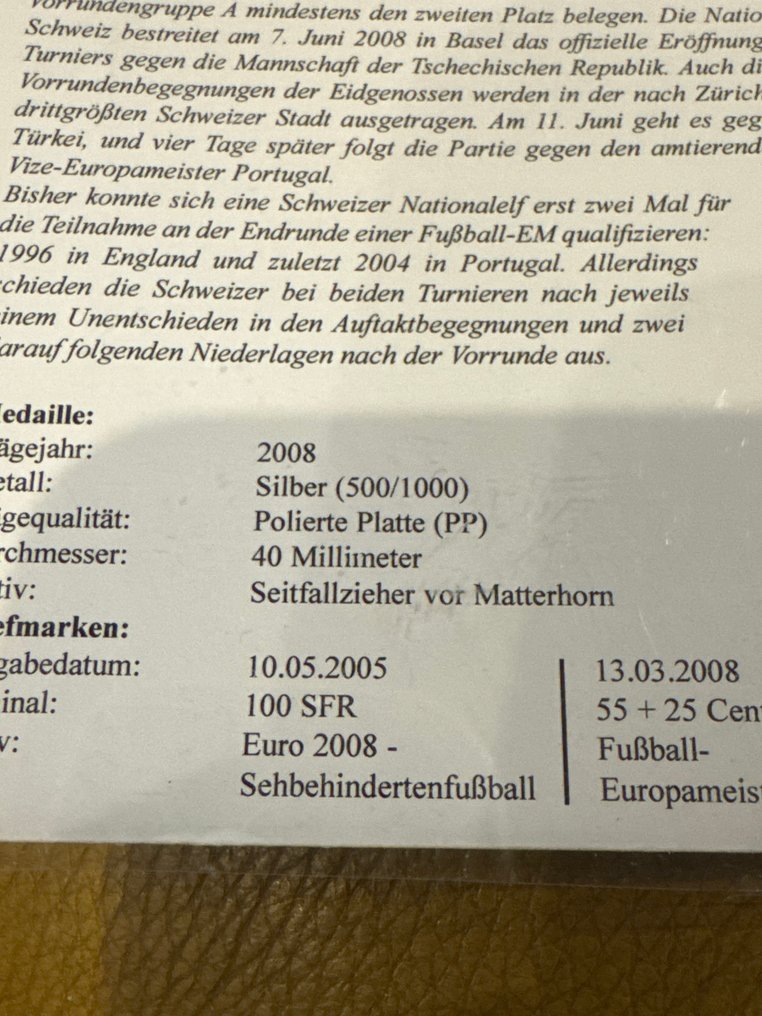 Vorrundengruppe A mindestens den zweiten Platz belegen. Die Natio
Schweiz bestreitet am 7. Juni 2008 in Basel das offizielle Eröffnung
Turniers gegen die Mannschaft der Tschechischen Republik. Auch di
Vorrundenbegegnungen der Eidgenossen werden in der nach Zürich
drittgrößten Schweizer Stadt ausgetragen. Am 11. Juni geht es geg
Türkei, und vier Tage später folgt die Partie gegen den amtierend
Vize-Europameister Portugal.
Bisher konnte sich eine Schweizer Nationalelf erst zwei Mal für
die Teilnahme an der Endrunde einer Fußball-EM qualifizieren:
1996 in England und zuletzt 2004 in Portugal. Allerdings
chieden die Schweizer bei beiden Turnieren nach jeweils
inem Unentschieden in den Auftaktbegegnungen und zwei
arauf folgenden Niederlagen nach der Vorrunde aus.
edaille:
ägejahr: 2008
etall: Silber (500/1000)
gequalität: Polierte Platte (PP)
rchmesser: 40 Millimeter
tiv: Seitfallzieher vor Matterhorn
efmarken:
gabedatum: 10.05.2005 13.03.2008
inal: 100 SFR 55 + 25 Cen
v: Euro 2008 - Fußball-
Sehbehindertenfußball Europameis